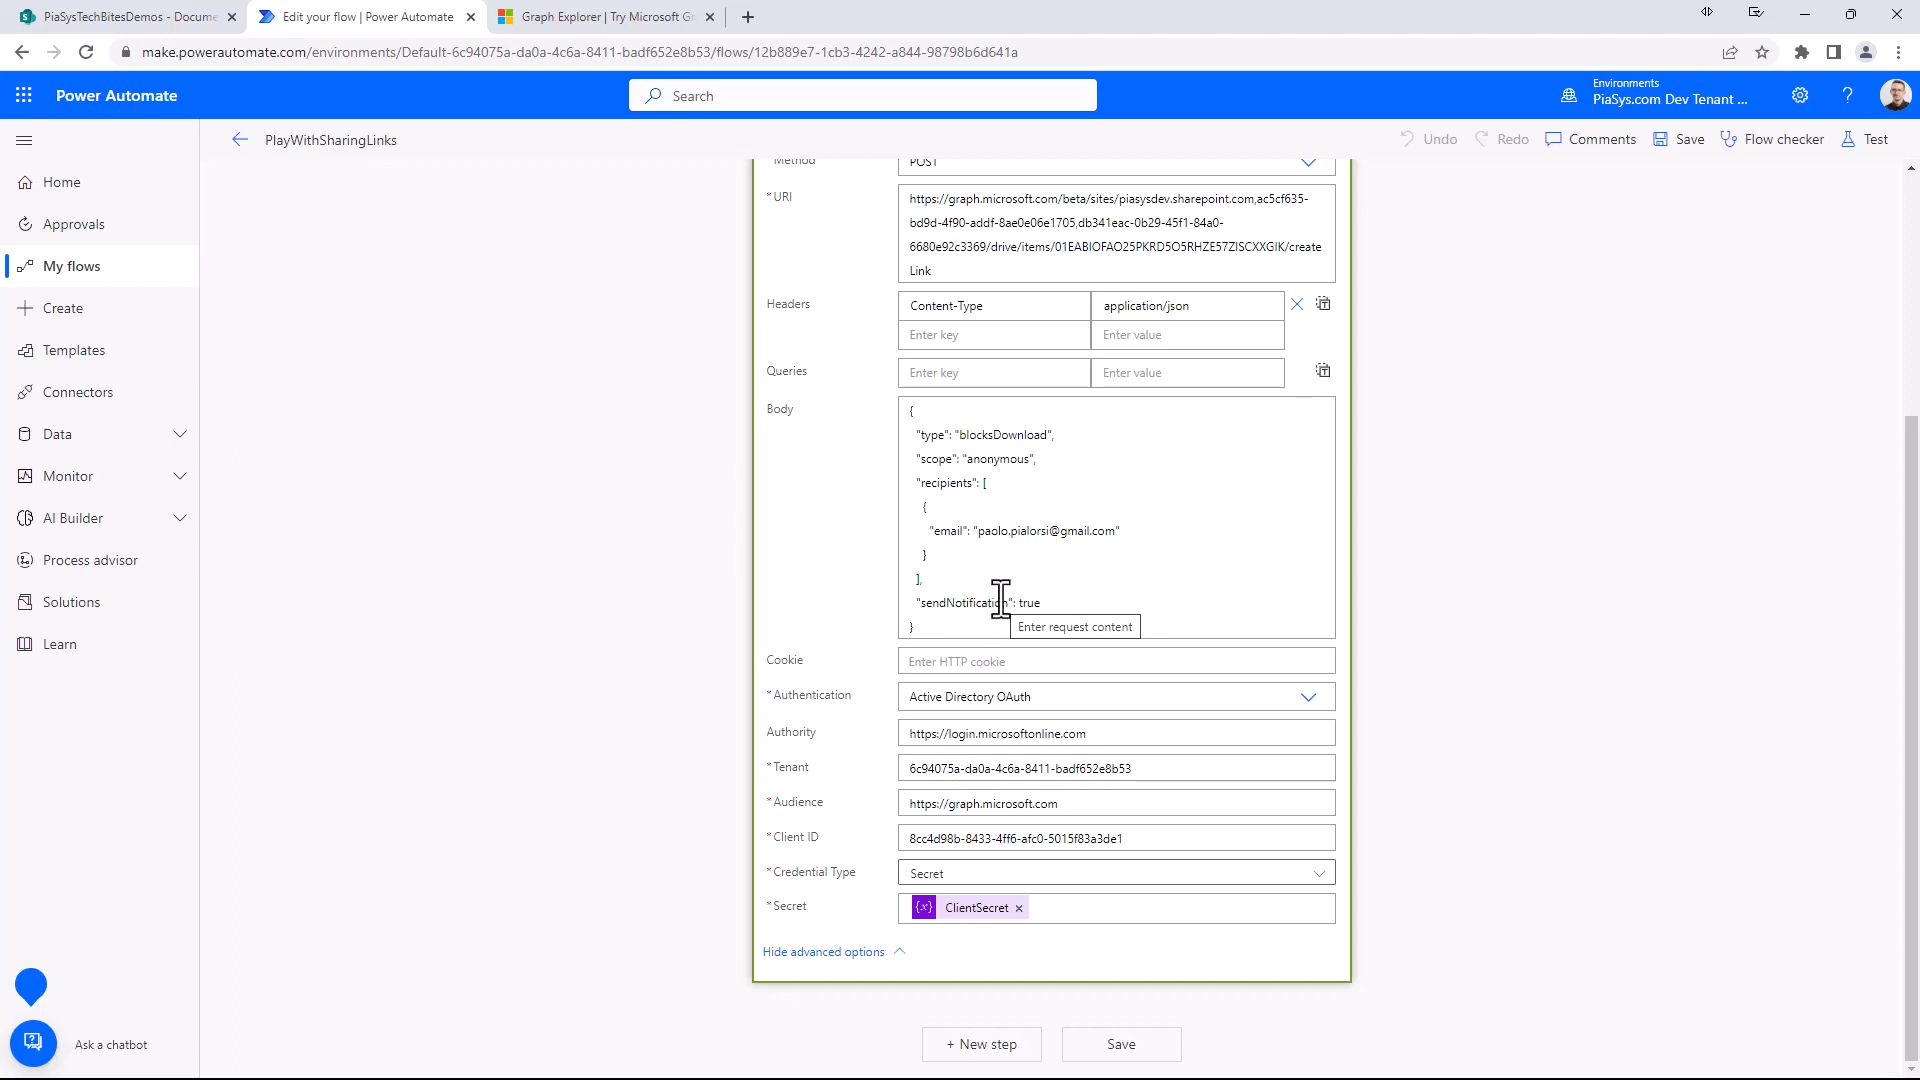 PiaSysTechBitesDemos - Docume
Edit your flow | Power Automate
Graph Explorer | Try Microsoft Gr
make.powerautomate.com/environments/Default-6c94075a-da0a-4c6a-8411-badf652e8b53/flows/12b889e7-1cb3-4242-a844-98798b6d641a
Power Automate
Search
Environments
PiaSys.com Dev Tenant ...
PlayWithSharingLinks
Undo
Redo
Comments
Save
Flow checker
Test
Home
Approvals
My flows
Create
Templates
Connectors
Data
Monitor
AI Builder
Process advisor
Solutions
Learn
Ask a chatbot
Method
POST
* URI
https://graph.microsoft.com/beta/sites/piasysdev.sharepoint.com,ac5cf635-
bd9d-4f90-addf-8ae0e06e1705,db341eac-0b29-45f1-84a0-
6680e92c3369/drive/items/01EABIOFAO25PKRD5O5RHZE57ZISCXXGIK/create
Link
Headers
Content-Type
application/json
Enter key
Enter value
Queries
Enter key
Enter value
Body
{
"type": "blocksDownload",
"scope": "anonymous",
"recipients": [
{
"email": "paolo.pialorsi@gmail.com"
}
],
"sendNotification": true
}
Enter request content
Cookie
Enter HTTP cookie
* Authentication
Active Directory OAuth
Authority
https://login.microsoftonline.com
* Tenant
6c94075a-da0a-4c6a-8411-badf652e8b53
* Audience
https://graph.microsoft.com
* Client ID
8cc4d98b-8433-4ff6-afc0-5015f83a3de1
* Credential Type
Secret
* Secret
{x} ClientSecret ×
Hide advanced options
+ New step
Save